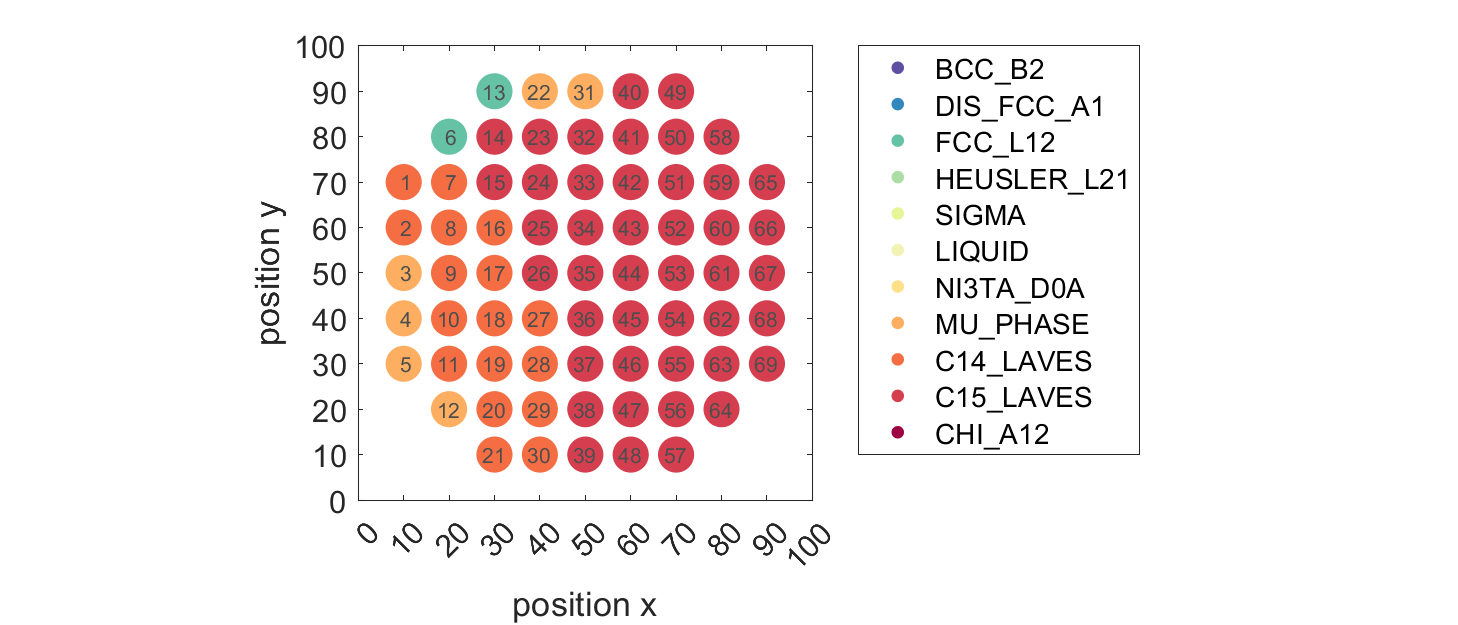 100
90
80
70
60
50
40
30
20
10
0
position y
13 22 31 40 49
6 14 23 32 41 50 58
1 7 15 24 33 42 51 59 65
2 8 16 25 34 43 52 60 66
3 9 17 26 35 44 53 61 67
4 10 18 27 36 45 54 62 68
5 11 19 28 37 46 55 63 69
12 20 29 38 47 56 64
21 30 39 48 57
0 10 20 30 40 50 60 70 80 90 100
position x
BCC_B2
DIS_FCC_A1
FCC_L12
HEUSLER_L21
SIGMA
LIQUID
NI3TA_D0A
MU_PHASE
C14_LAVES
C15_LAVES
CHI_A12